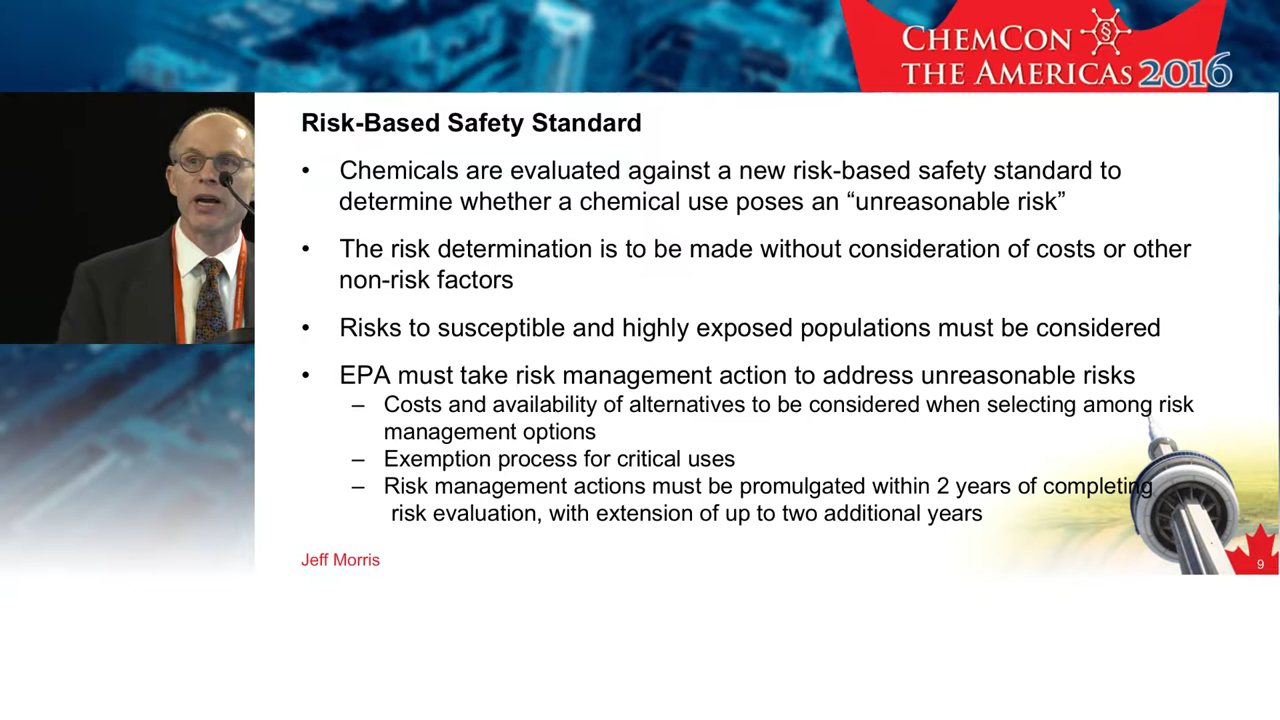 CHEMCON §
THE AMERICAS 2016
Risk-Based Safety Standard
• Chemicals are evaluated against a new risk-based safety standard to
determine whether a chemical use poses an “unreasonable risk”
• The risk determination is to be made without consideration of costs or other
non-risk factors
• Risks to susceptible and highly exposed populations must be considered
• EPA must take risk management action to address unreasonable risks
– Costs and availability of alternatives to be considered when selecting among risk
management options
– Exemption process for critical uses
– Risk management actions must be promulgated within 2 years of completing
risk evaluation, with extension of up to two additional years
Jeff Morris
9